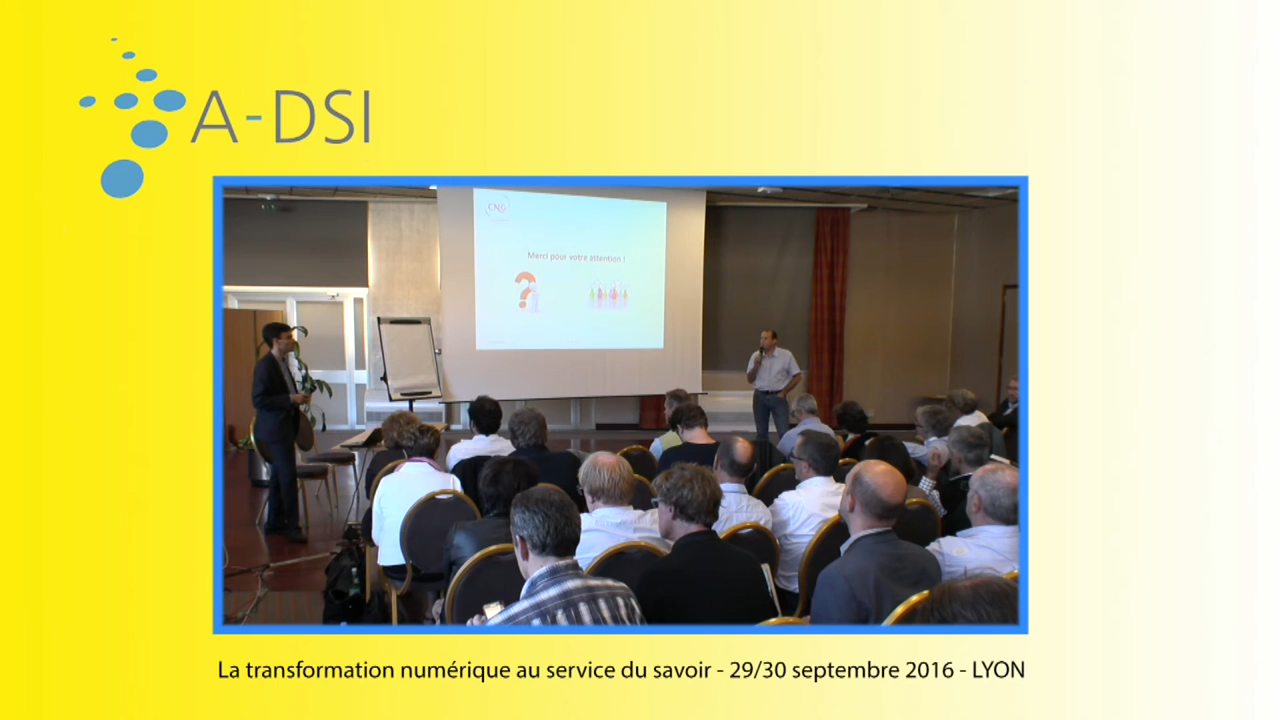 A-DSI
CNG
Merci pour votre attention !
La transformation numérique au service du savoir - 29/30 septembre 2016 - LYON